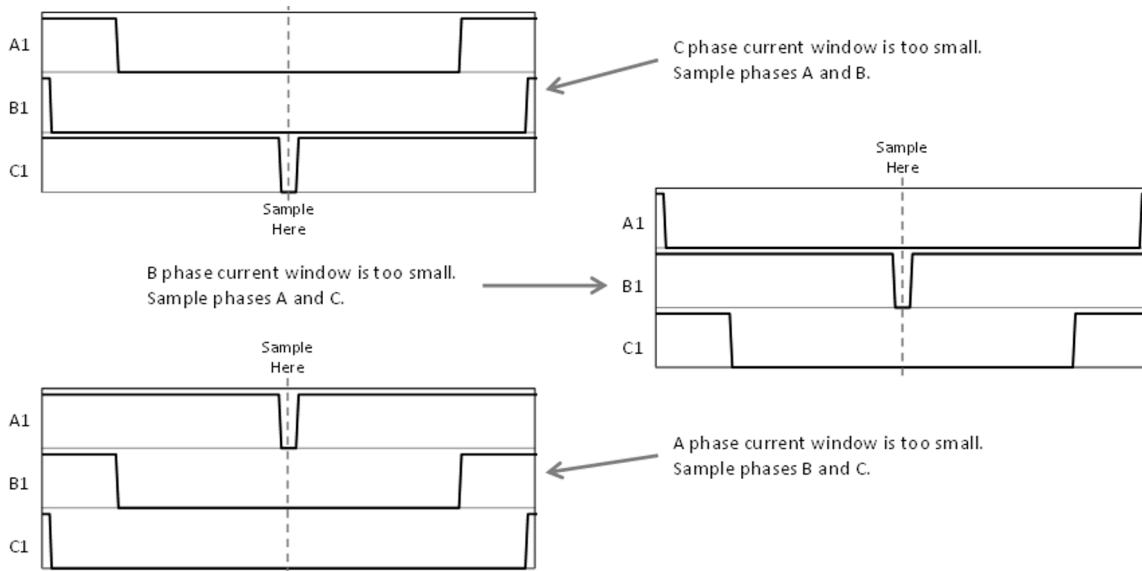 A1
B1
C1
Sample
Here
C phase current window is too small.
Sample phases A and B.
B phase current window is too small.
Sample phases A and C.
Sample
Here
A1
B1
C1
Sample
Here
A1
B1
C1
A phase current window is too small.
Sample phases B and C.